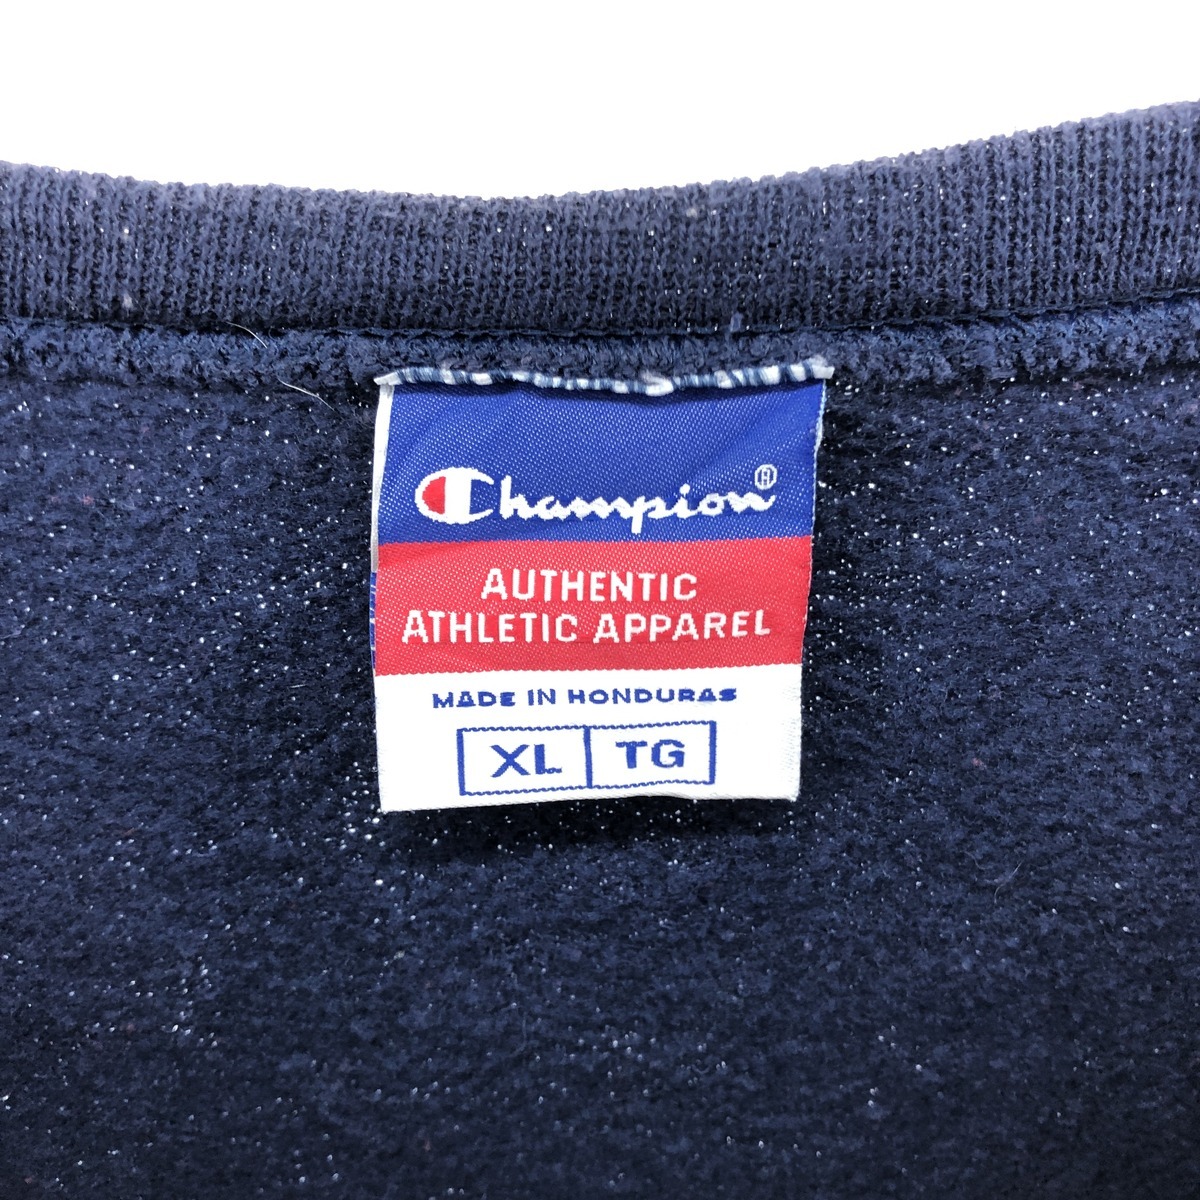 Champion®
AUTHENTIC
ATHLETIC APPAREL
MADE IN HONDURAS
XL TG